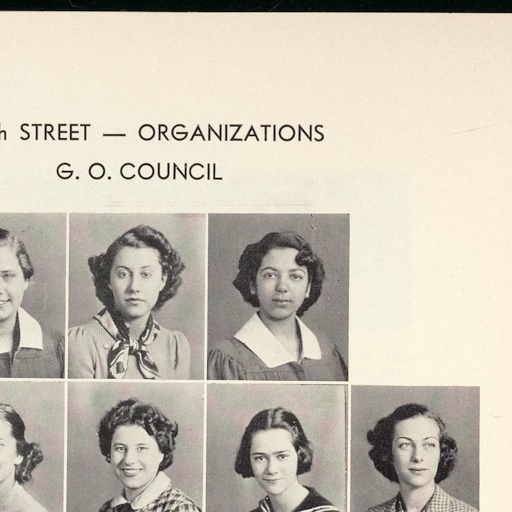 h STREET — ORGANIZATIONS
G. O. COUNCIL